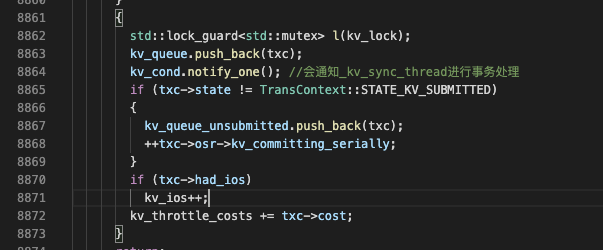 8860 }
8861 {
8862 std::lock_guard<std::mutex> l(kv_lock);
8863 kv_queue.push_back(txc);
8864 kv_cond.notify_one(); //会通知_kv_sync_thread进行事务处理
8865 if (txc->state != TransContext::STATE_KV_SUBMITTED)
8866 {
8867 kv_queue_unsubmitted.push_back(txc);
8868 ++txc->osr->kv_committing_serially;
8869 }
8870 if (txc->had_ios)
8871 kv_ios++;
8872 kv_throttle_costs += txc->cost;
8873 }
8874 return;